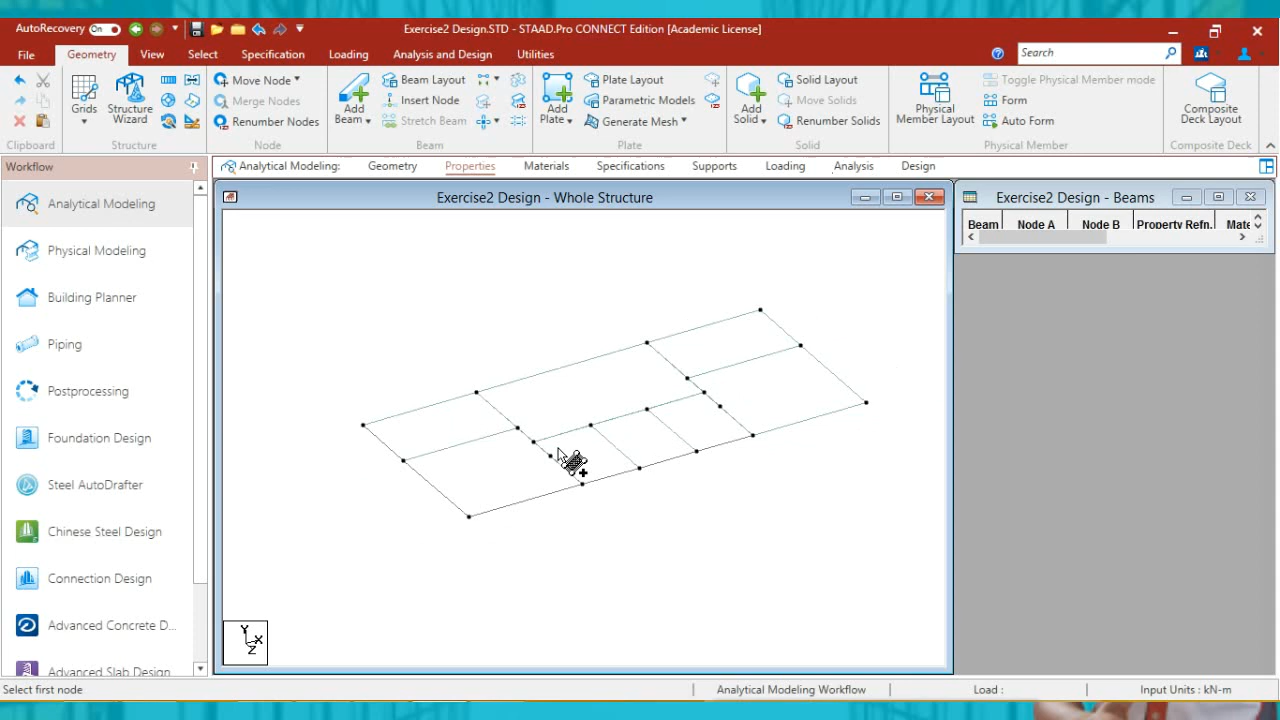 AutoRecovery On Exercise2 Design.STD - STAAD.Pro CONNECT Edition [Academic License]
File Geometry View Select Specification Loading Analysis and Design Utilities Search
Grids Structure Wizard Move Node Merge Nodes Renumber Nodes
Add Beam Beam Layout Insert Node Stretch Beam
Add Plate Plate Layout Parametric Models Generate Mesh
Add Solid Solid Layout Move Solids Renumber Solids
Physical Member Layout Toggle Physical Member mode Form Auto Form
Composite Deck Layout
Clipboard Structure Node Beam Plate Solid Physical Member Composite Deck
Workflow
Analytical Modeling: Geometry Properties Materials Specifications Supports Loading Analysis Design
Analytical Modeling
Physical Modeling
Building Planner
Piping
Postprocessing
Foundation Design
Steel AutoDrafter
Chinese Steel Design
Connection Design
Advanced Concrete D...
Advanced Slab Design
Exercise2 Design - Whole Structure
Y
X
Z
Exercise2 Design - Beams
Beam Node A Node B Property Refn. Mate
Select first node Analytical Modeling Workflow Load : Input Units : kN-m